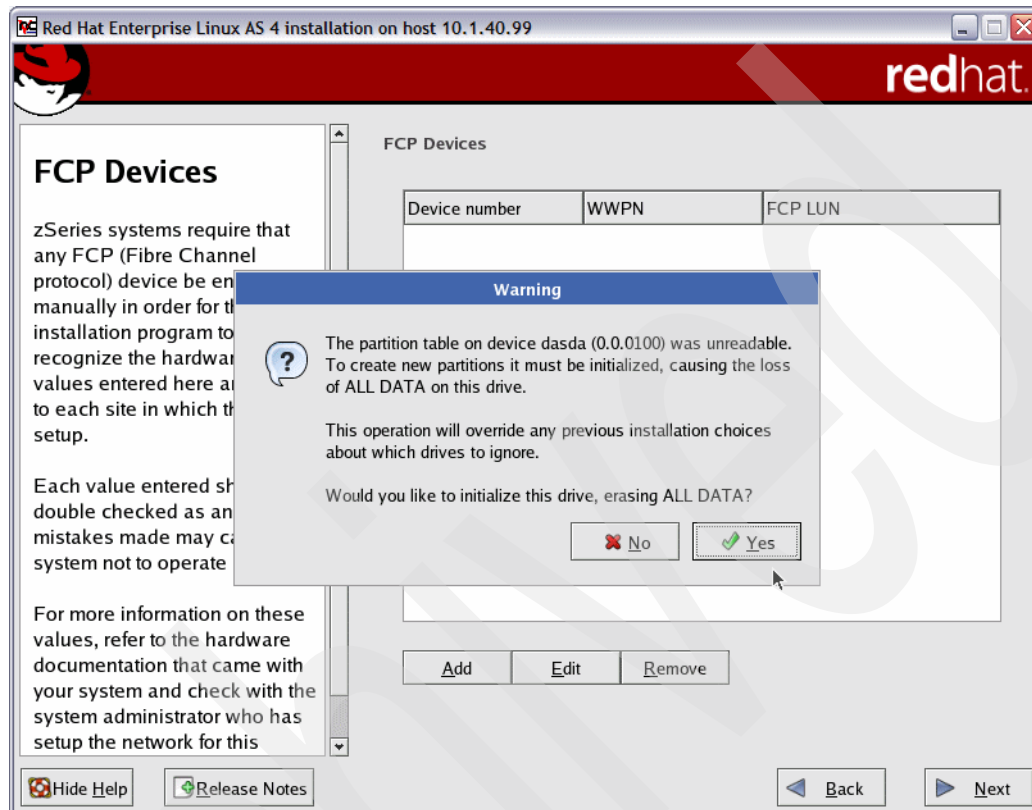 Red Hat Enterprise Linux AS 4 installation on host 10.1.40.99
redhat.
FCP Devices
zSeries systems require that
any FCP (Fibre Channel
protocol) device be en
manually in order for th
installation program to
recognize the hardwar
values entered here a
to each site in which th
setup.
Each value entered sh
double checked as an
mistakes made may ca
system not to operate
For more information on these
values, refer to the hardware
documentation that came with
your system and check with the
system administrator who has
setup the network for this
FCP Devices
Device number WWPN FCP LUN
Warning
The partition table on device dasda (0.0.0100) was unreadable.
To create new partitions it must be initialized, causing the loss
of ALL DATA on this drive.
This operation will override any previous installation choices
about which drives to ignore.
Would you like to initialize this drive, erasing ALL DATA?
No Yes
Add Edit Remove
Hide Help Release Notes Back Next